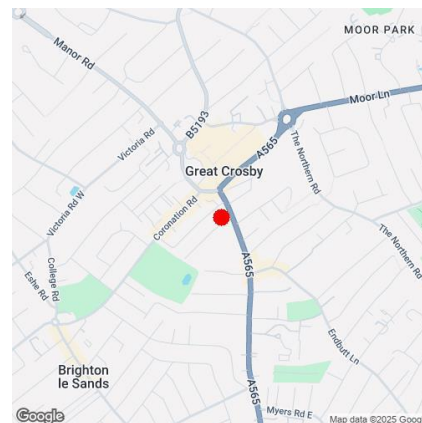 MOOR PARK
Manor Rd
Moor Ln
B5193
Victoria Rd
A565
Great Crosby
The Northern Rd
Victoria Rd W
Coronation Rd
The Northern Rd
College Rd
Eshe Rd
A565
Endbutt Ln
Brighton
le Sands
A565
Myers Rd E
Google
Map data ©2025 Goog